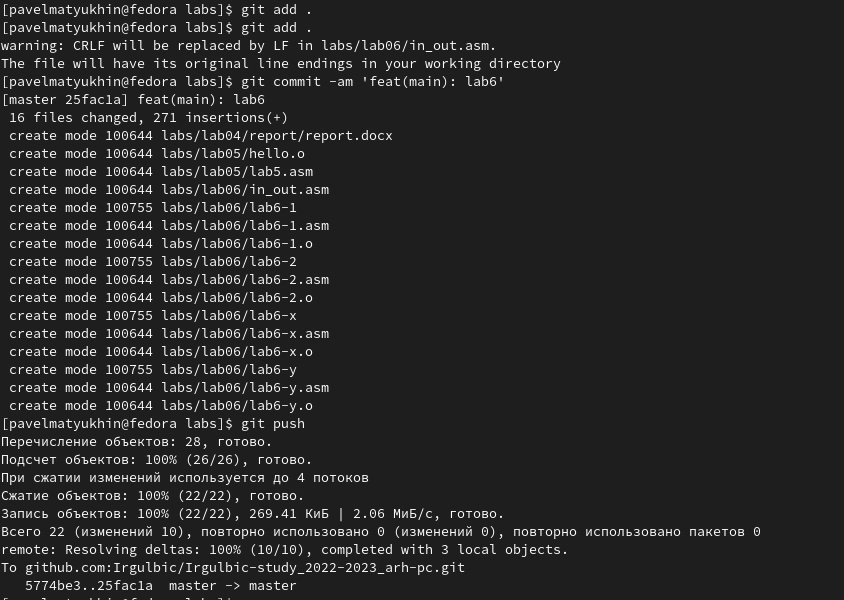 [pavelmatyukhin@fedora labs]$ git add .
[pavelmatyukhin@fedora labs]$ git add .
warning: CRLF will be replaced by LF in labs/lab06/in_out.asm.
The file will have its original line endings in your working directory
[pavelmatyukhin@fedora labs]$ git commit -am 'feat(main): lab6'
[master 25fac1a] feat(main): lab6
 16 files changed, 271 insertions(+)
 create mode 100644 labs/lab04/report/report.docx
 create mode 100644 labs/lab05/hello.o
 create mode 100644 labs/lab05/lab5.asm
 create mode 100644 labs/lab06/in_out.asm
 create mode 100755 labs/lab06/lab6-1
 create mode 100644 labs/lab06/lab6-1.asm
 create mode 100644 labs/lab06/lab6-1.o
 create mode 100755 labs/lab06/lab6-2
 create mode 100644 labs/lab06/lab6-2.asm
 create mode 100644 labs/lab06/lab6-2.o
 create mode 100755 labs/lab06/lab6-x
 create mode 100644 labs/lab06/lab6-x.asm
 create mode 100644 labs/lab06/lab6-x.o
 create mode 100755 labs/lab06/lab6-y
 create mode 100644 labs/lab06/lab6-y.asm
 create mode 100644 labs/lab06/lab6-y.o
[pavelmatyukhin@fedora labs]$ git push
Перечисление объектов: 28, готово.
Подсчет объектов: 100% (26/26), готово.
При сжатии изменений используется до 4 потоков
Сжатие объектов: 100% (22/22), готово.
Запись объектов: 100% (22/22), 269.41 КиБ | 2.06 МиБ/с, готово.
Всего 22 (изменений 10), повторно использовано 0 (изменений 0), повторно использовано пакетов 0
remote: Resolving deltas: 100% (10/10), completed with 3 local objects.
To github.com:Irgulbic/Irgulbic-study_2022-2023_arh-pc.git
   5774be3..25fac1a  master -> master